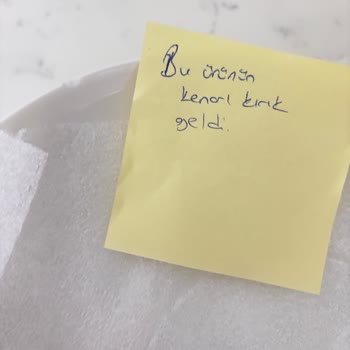 Bu ürünün
kenarı kırık
geldi.